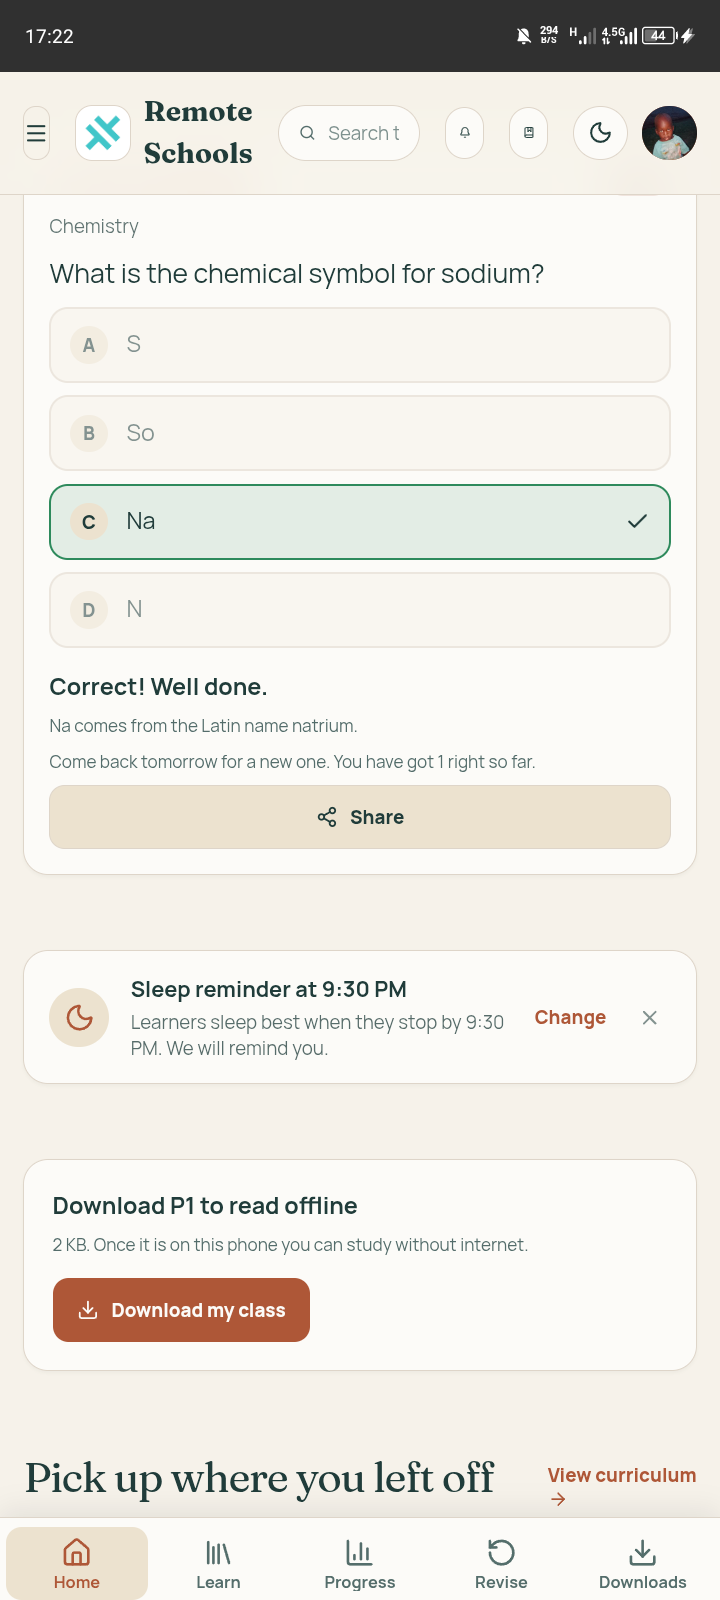 17:22
294
B/S
H
4.5G
44
Remote
Schools
Search t
Chemistry
What is the chemical symbol for sodium?
A S
B So
C Na
D N
Correct! Well done.
Na comes from the Latin name natrium.
Come back tomorrow for a new one. You have got 1 right so far.
Share
Sleep reminder at 9:30 PM
Learners sleep best when they stop by 9:30
PM. We will remind you.
Change
Download P1 to read offline
2 KB. Once it is on this phone you can study without internet.
Download my class
Pick up where you left off
View curriculum
→
Home
Learn
Progress
Revise
Downloads